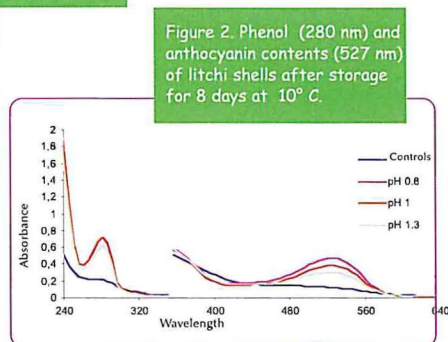 Figure 2. Phenol (280 nm) and
anthocyanin contents (527 nm)
of litchi shells after storage
for 8 days at 10° C.
2
1,8
1,6
1,4
1,2
1
0,8
0,6
0,4
0,2
0
Absorbance
240
320
400
480
560
640
Wavelength
Controls
pH 0.6
pH 1
pH 1.3